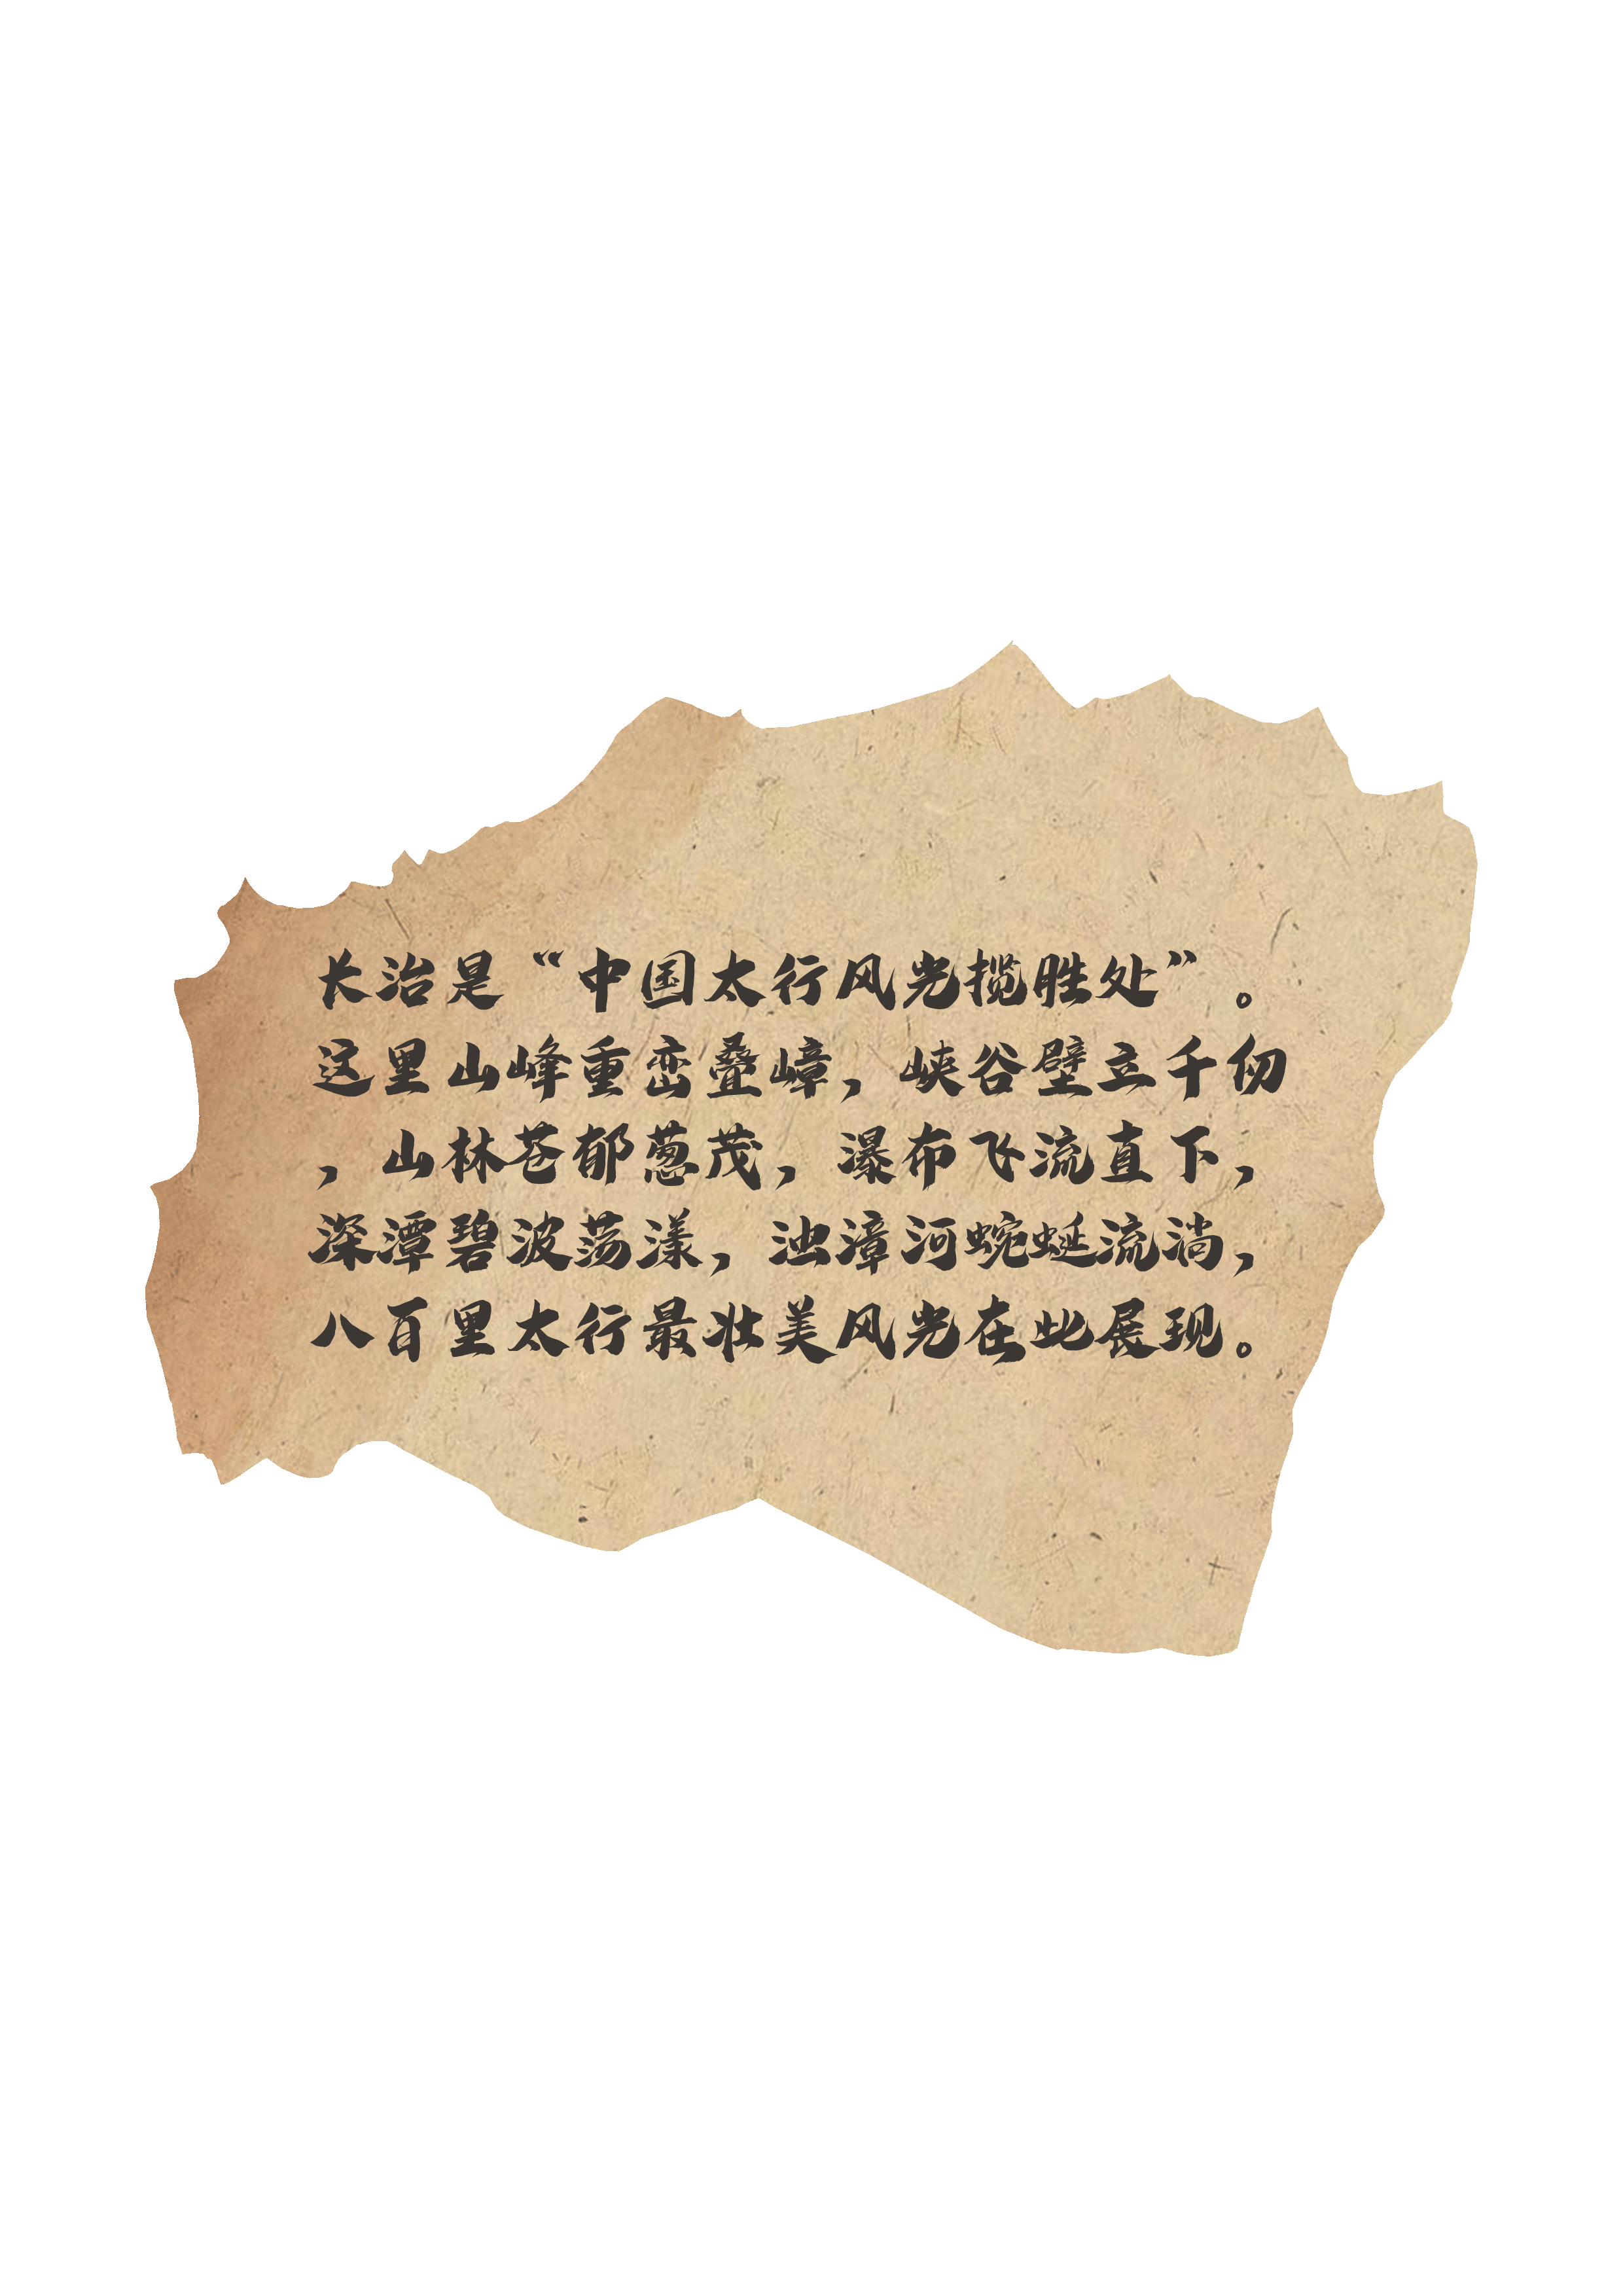 长治是“中国太行风光揽胜处”。
这里山峰重峦叠嶂，峡谷壁立千仞
，山林苍郁葱茂，瀑布飞流直下，
深潭碧波荡漾，浊漳河蜿蜒流淌，
八百里太行最壮美风光在此展现。